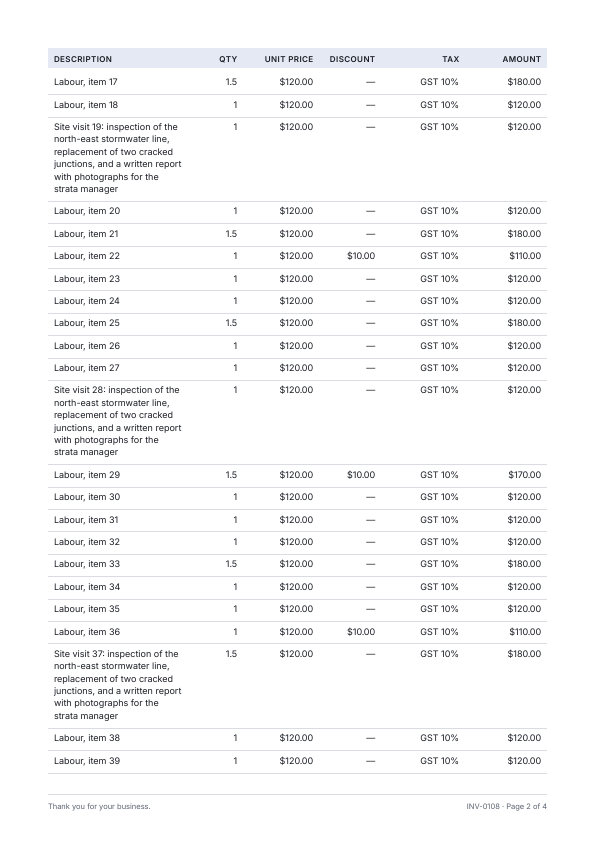 DESCRIPTION QTY UNIT PRICE DISCOUNT TAX AMOUNT
Labour, item 17 1.5 $120.00 — GST 10% $180.00
Labour, item 18 1 $120.00 — GST 10% $120.00
Site visit 19: inspection of the 1 $120.00 — GST 10% $120.00
north-east stormwater line,
replacement of two cracked
junctions, and a written report
with photographs for the
strata manager
Labour, item 20 1 $120.00 — GST 10% $120.00
Labour, item 21 1.5 $120.00 — GST 10% $180.00
Labour, item 22 1 $120.00 $10.00 GST 10% $110.00
Labour, item 23 1 $120.00 — GST 10% $120.00
Labour, item 24 1 $120.00 — GST 10% $120.00
Labour, item 25 1.5 $120.00 — GST 10% $180.00
Labour, item 26 1 $120.00 — GST 10% $120.00
Labour, item 27 1 $120.00 — GST 10% $120.00
Site visit 28: inspection of the 1 $120.00 — GST 10% $120.00
north-east stormwater line,
replacement of two cracked
junctions, and a written report
with photographs for the
strata manager
Labour, item 29 1.5 $120.00 $10.00 GST 10% $170.00
Labour, item 30 1 $120.00 — GST 10% $120.00
Labour, item 31 1 $120.00 — GST 10% $120.00
Labour, item 32 1 $120.00 — GST 10% $120.00
Labour, item 33 1.5 $120.00 — GST 10% $180.00
Labour, item 34 1 $120.00 — GST 10% $120.00
Labour, item 35 1 $120.00 — GST 10% $120.00
Labour, item 36 1 $120.00 $10.00 GST 10% $110.00
Site visit 37: inspection of the 1.5 $120.00 — GST 10% $180.00
north-east stormwater line,
replacement of two cracked
junctions, and a written report
with photographs for the
strata manager
Labour, item 38 1 $120.00 — GST 10% $120.00
Labour, item 39 1 $120.00 — GST 10% $120.00
Thank you for your business. INV-0108 · Page 2 of 4